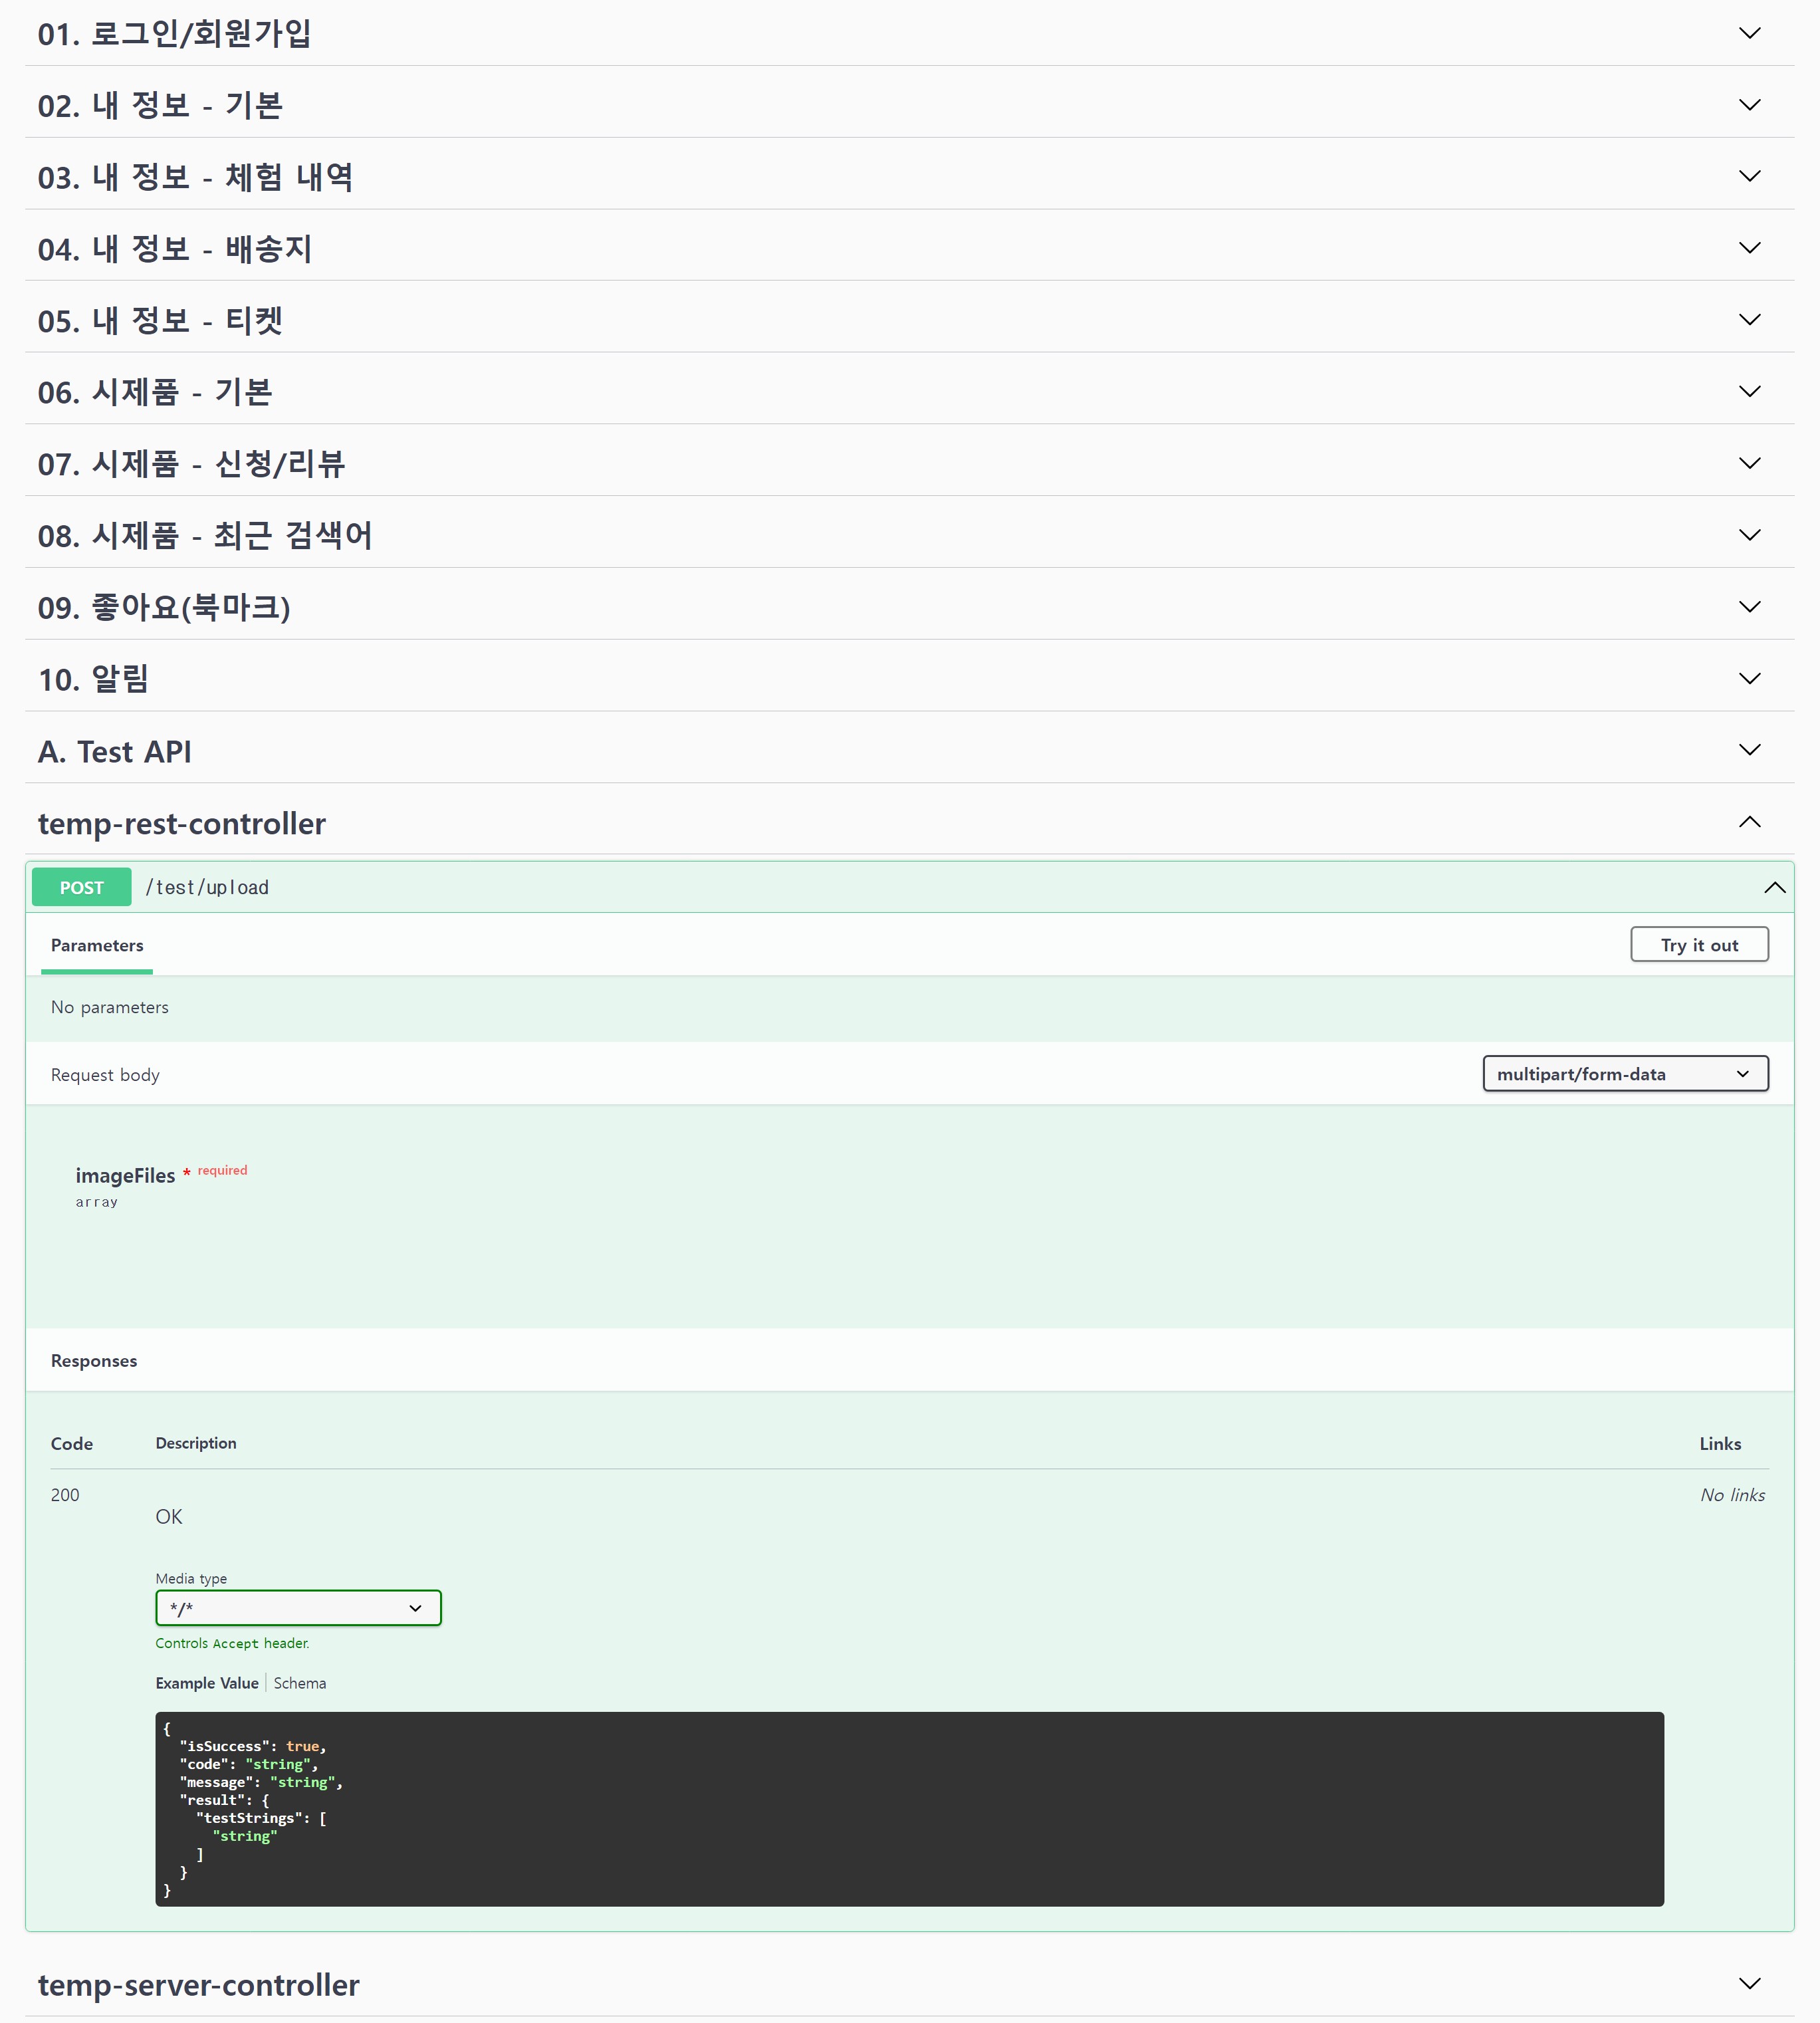 01. 로그인/회원가입
02. 내 정보 - 기본
03. 내 정보 - 체험 내역
04. 내 정보 - 배송지
05. 내 정보 - 티켓
06. 시제품 - 기본
07. 시제품 - 신청/리뷰
08. 시제품 - 최근 검색어
09. 좋아요(북마크)
10. 알림
A. Test API
temp-rest-controller
POST /test/upload
Parameters Try it out
No parameters
Request body multipart/form-data
imageFiles * required
array
Responses
Code Description Links
200 No links
OK
Media type
*/*
Controls Accept header.
Example Value Schema
{
  "isSuccess": true,
  "code": "string",
  "message": "string",
  "result": {
    "testStrings": [
      "string"
    ]
  }
}
temp-server-controller